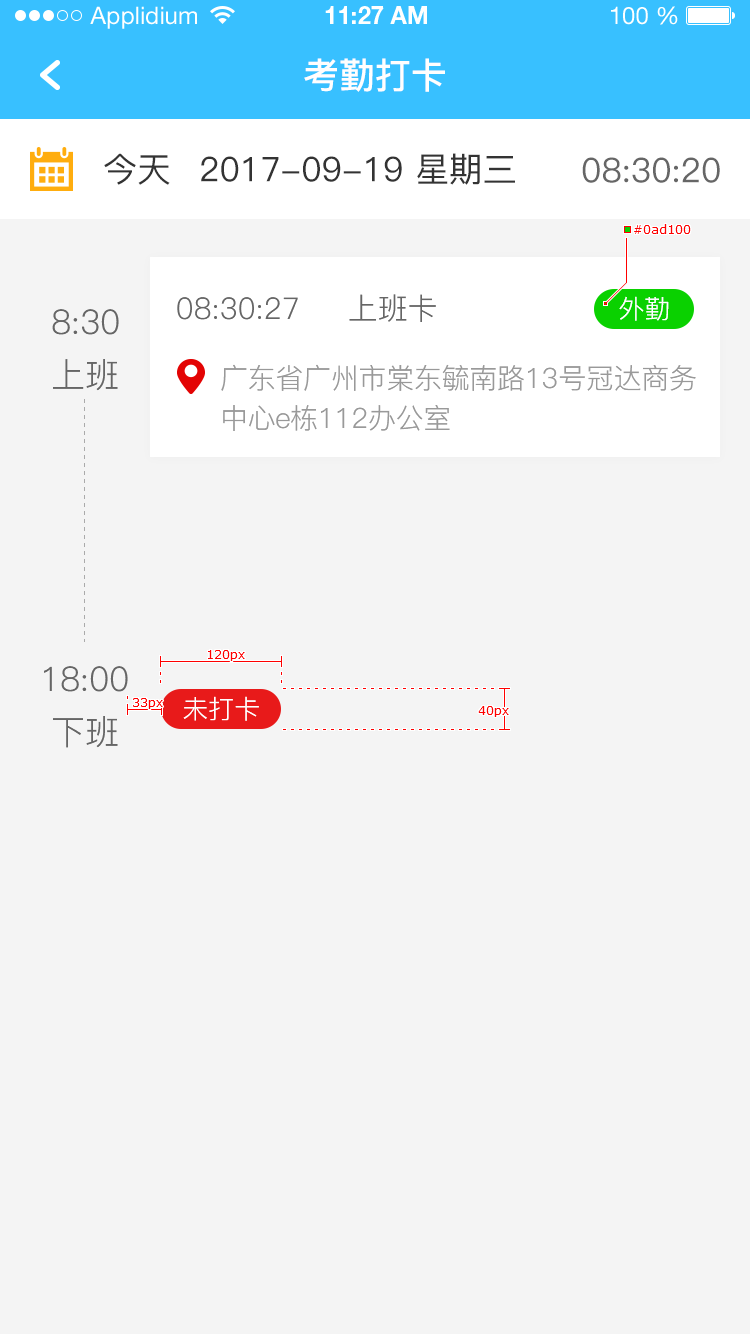 Applidium 11:27 AM 100 %
考勤打卡
今天 2017-09-19 星期三 08:30:20
#0ad100
8:30
上班
08:30:27 上班卡 外勤
广东省广州市棠东毓南路13号冠达商务
中心e栋112办公室
120px
18:00
下班
33px
未打卡
40px